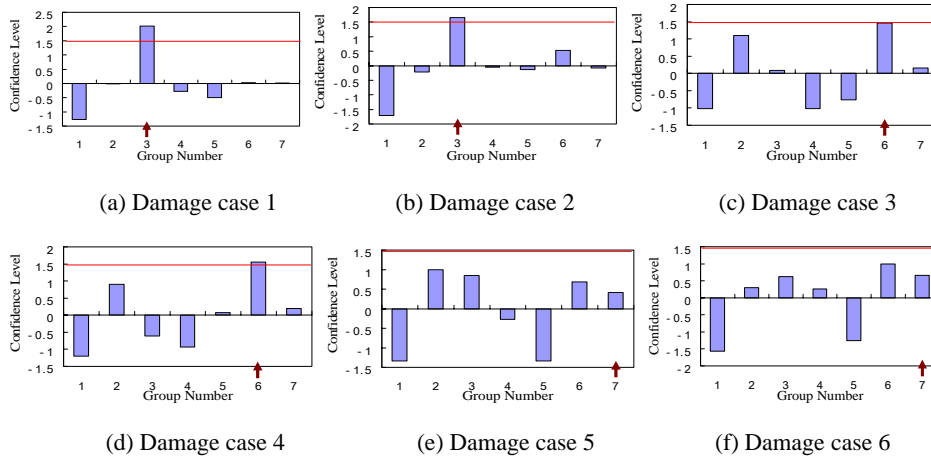 Confidence Level
2.5
2
1.5
1
0.5
0
- 0.5
- 1
- 1.5
1 2 3 4 5 6 7
Group Number
(a) Damage case 1
Confidence Level
2
1.5
1
0.5
0
- 0.5
- 1
- 1.5
- 2
1 2 3 4 5 6 7
Group Number
(b) Damage case 2
Confidence Level
2
1.5
1
0.5
0
- 0.5
- 1
- 1.5
1 2 3 4 5 6 7
Group Number
(c) Damage case 3
Confidence Level
2
1.5
1
0.5
0
- 0.5
- 1
- 1.5
1 2 3 4 5 6 7
Group Number
(d) Damage case 4
Confidence Level
1.5
1
0.5
0
- 0.5
- 1
- 1.5
1 2 3 4 5 6 7
Group Number
(e) Damage case 5
Confidence Level
1.5
1
0.5
0
- 0.5
- 1
- 1.5
- 2
1 2 3 4 5 6 7
Group Number
(f) Damage case 6